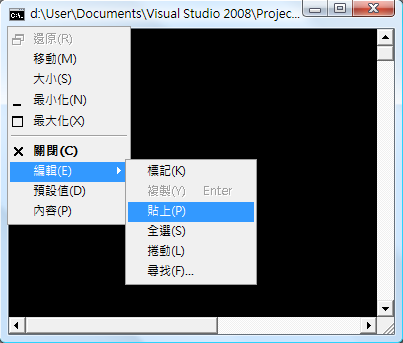 d:\User\Documents\Visual Studio 2008\Projec...
還原(R)
移動(M)
大小(S)
最小化(N)
最大化(X)
關閉(C)
編輯(E)
預設值(D)
內容(P)
標記(K)
複製(Y) Enter
貼上(P)
全選(S)
捲動(L)
尋找(F)...